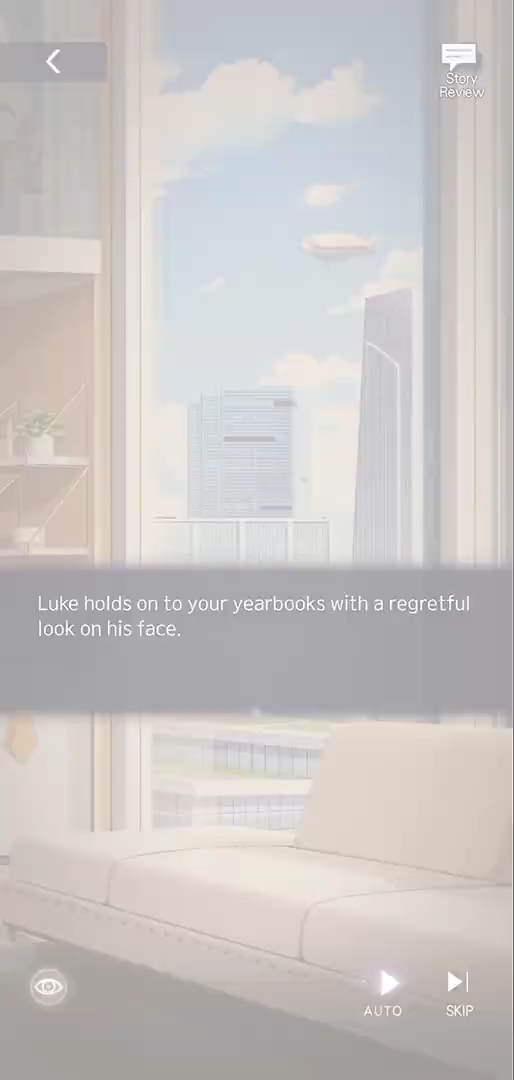 Story
Review
Luke holds on to your yearbooks with a regretful
look on his face.
AUTO
SKIP